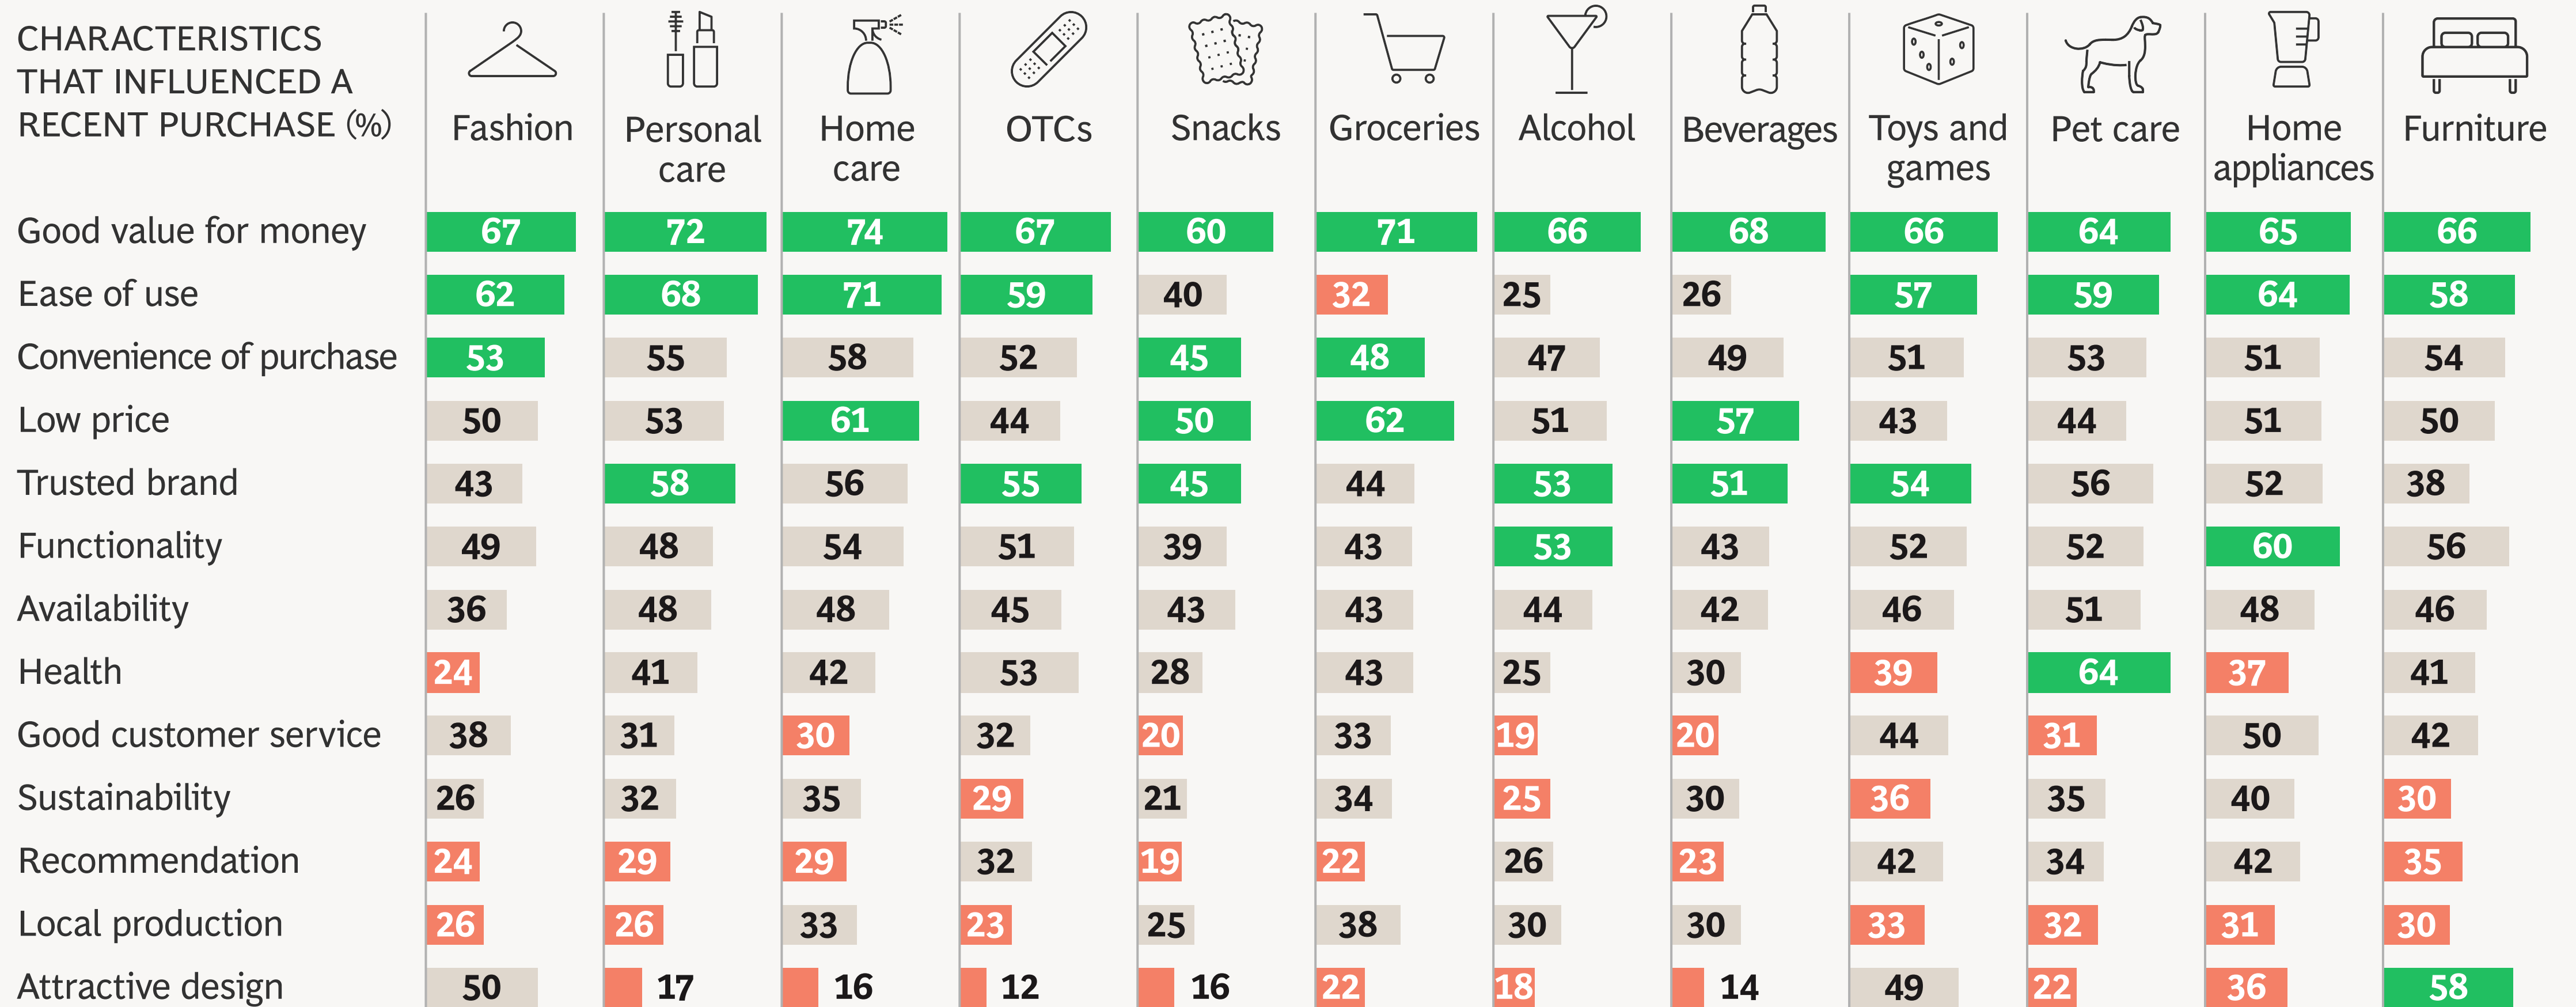 CHARACTERISTICS
THAT INFLUENCED A
RECENT PURCHASE (%)
Fashion
Personal
care
Home
care
OTCs
Snacks
Groceries
Alcohol
Beverages
Toys and
games
Pet care
Home
appliances
Furniture
Good value for money 67 72 74 67 60 71 66 68 66 64 65 66
Ease of use 62 68 71 59 40 32 25 26 57 59 64 58
Convenience of purchase 53 55 58 52 45 48 47 49 51 53 51 54
Low price 50 53 61 44 50 62 51 57 43 44 51 50
Trusted brand 43 58 56 55 45 44 53 51 54 56 52 38
Functionality 49 48 54 51 39 43 53 43 52 52 60 56
Availability 36 48 48 45 43 43 44 42 46 51 48 46
Health 24 41 42 53 28 43 25 30 39 64 37 41
Good customer service 38 31 30 32 20 33 19 20 44 31 50 42
Sustainability 26 32 35 29 21 34 25 30 36 35 40 30
Recommendation 24 29 29 32 19 22 26 23 42 34 42 35
Local production 26 26 33 23 25 38 30 30 33 32 31 30
Attractive design 50 17 16 12 16 22 18 14 49 22 36 58